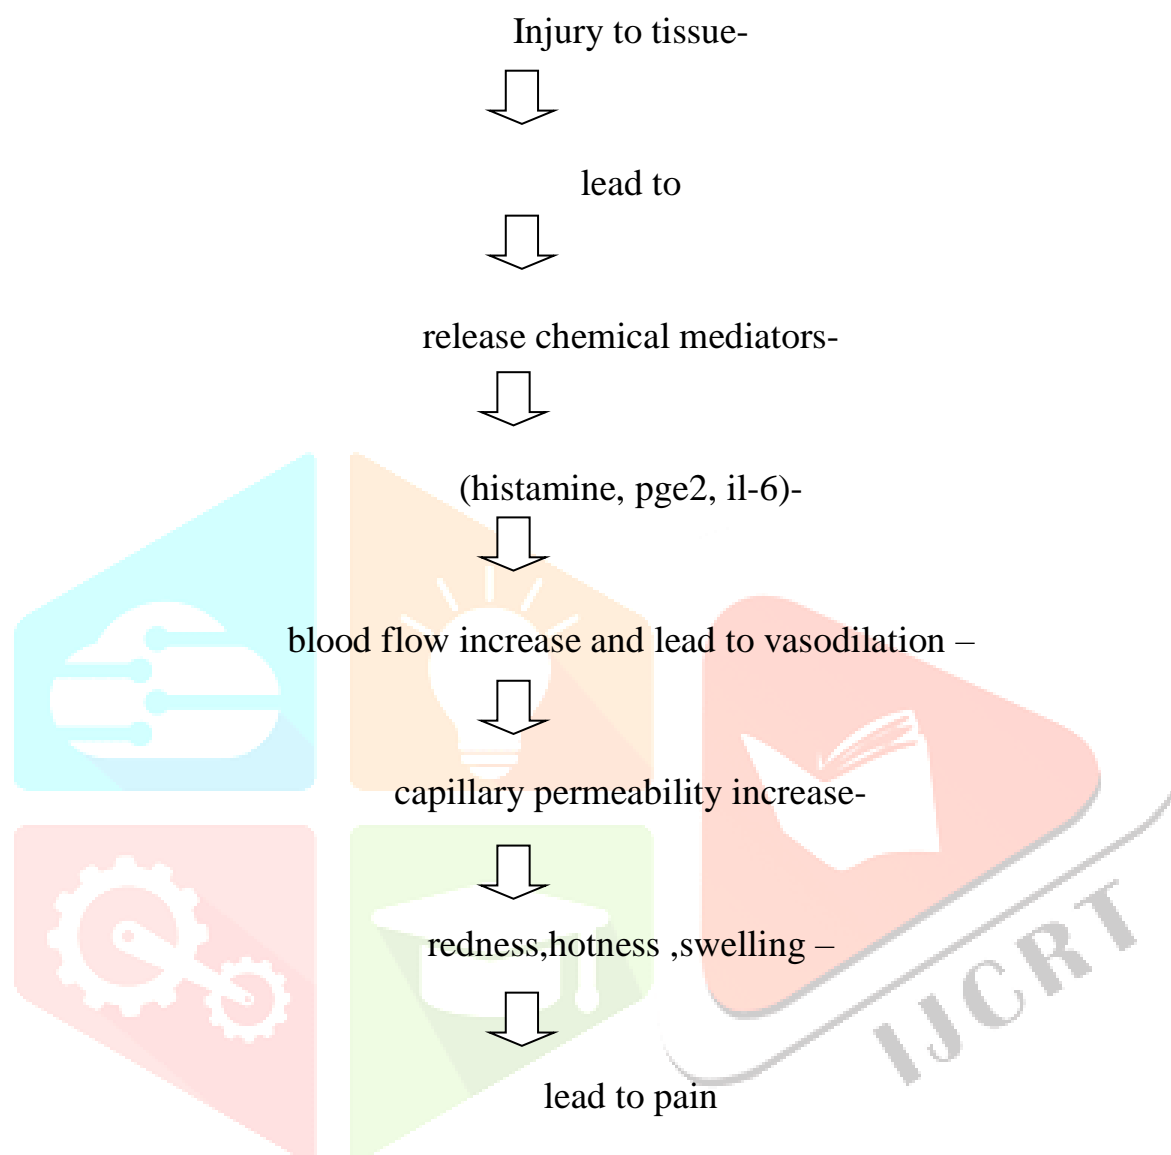 Injury to tissue-
lead to
release chemical mediators-
(histamine, pge2, il-6)-
blood flow increase and lead to vasodilation –
capillary permeability increase-
redness,hotness ,swelling –
IJCRT
lead to pain